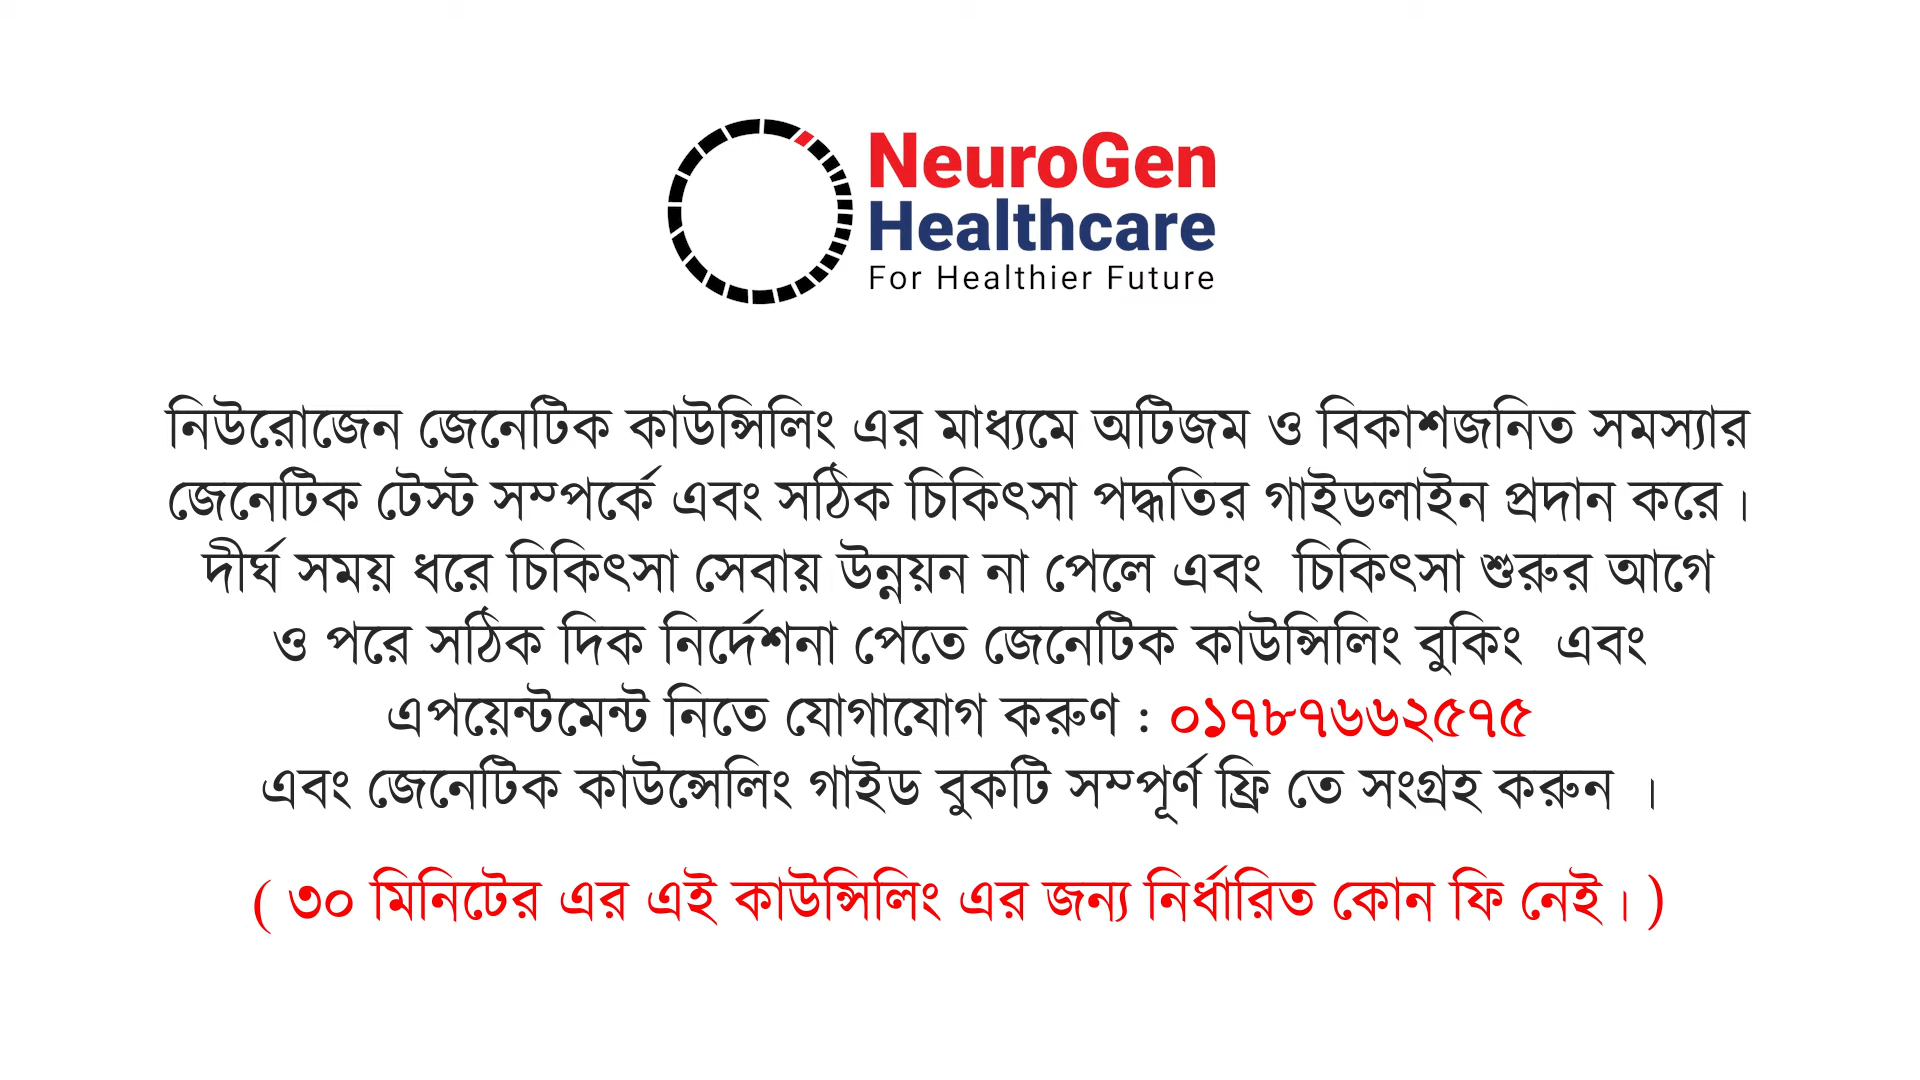 NeuroGen
Healthcare
For Healthier Future
নিউরোজেন জেনেটিক কাউন্সিলিং এর মাধ্যমে অটিজম ও বিকাশজনিত সমস্যার
জেনেটিক টেস্ট সম্পর্কে এবং সঠিক চিকিৎসা পদ্ধতির গাইডলাইন প্রদান করে।
দীর্ঘ সময় ধরে চিকিৎসা সেবায় উন্নয়ন না পেলে এবং চিকিৎসা শুরুর আগে
ও পরে সঠিক দিক নির্দেশনা পেতে জেনেটিক কাউন্সিলিং বুকিং এবং
এপয়েন্টমেন্ট নিতে যোগাযোগ করুণ : ০১৭৮৭৬৬২৫৭৫
এবং জেনেটিক কাউন্সেলিং গাইড বুকটি সম্পূর্ণ ফ্রি তে সংগ্রহ করুন ।
( ৩০ মিনিটের এর এই কাউন্সিলিং এর জন্য নির্ধারিত কোন ফি নেই। )